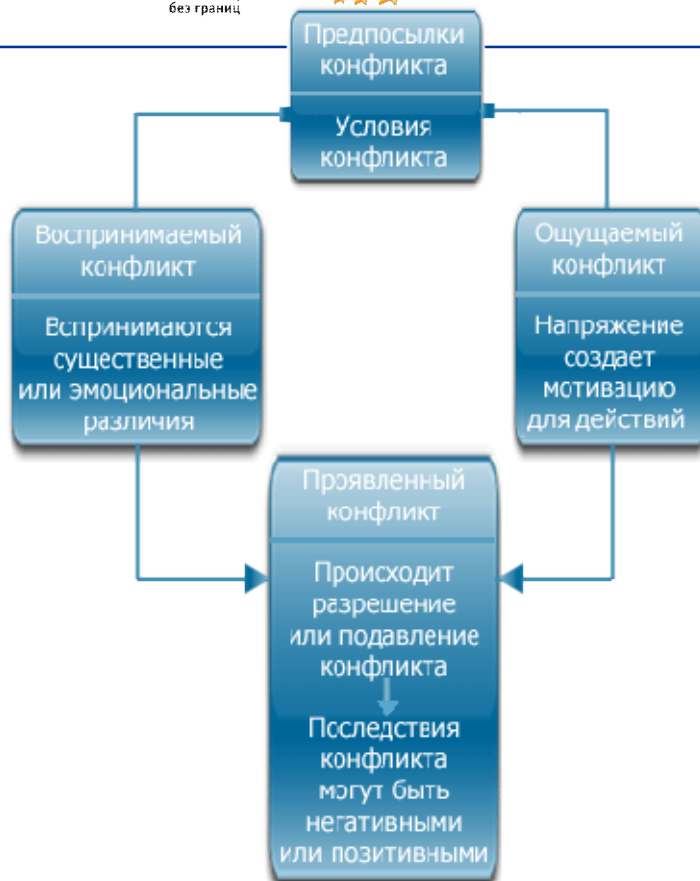 без границ
Предпосылки
конфликта
Условия
конфликта
Воспринимаемый
конфликт
Вспринимаются
существенные
или эмоциональные
различия
Ощущаемый
конфликт
Напряжение
создает
мотивацию
для действий
Проявленный
конфликт
Происходит
разрешение
или подавление
конфликта
Последствия
конфликта
могут быть
негативными
или позитивными